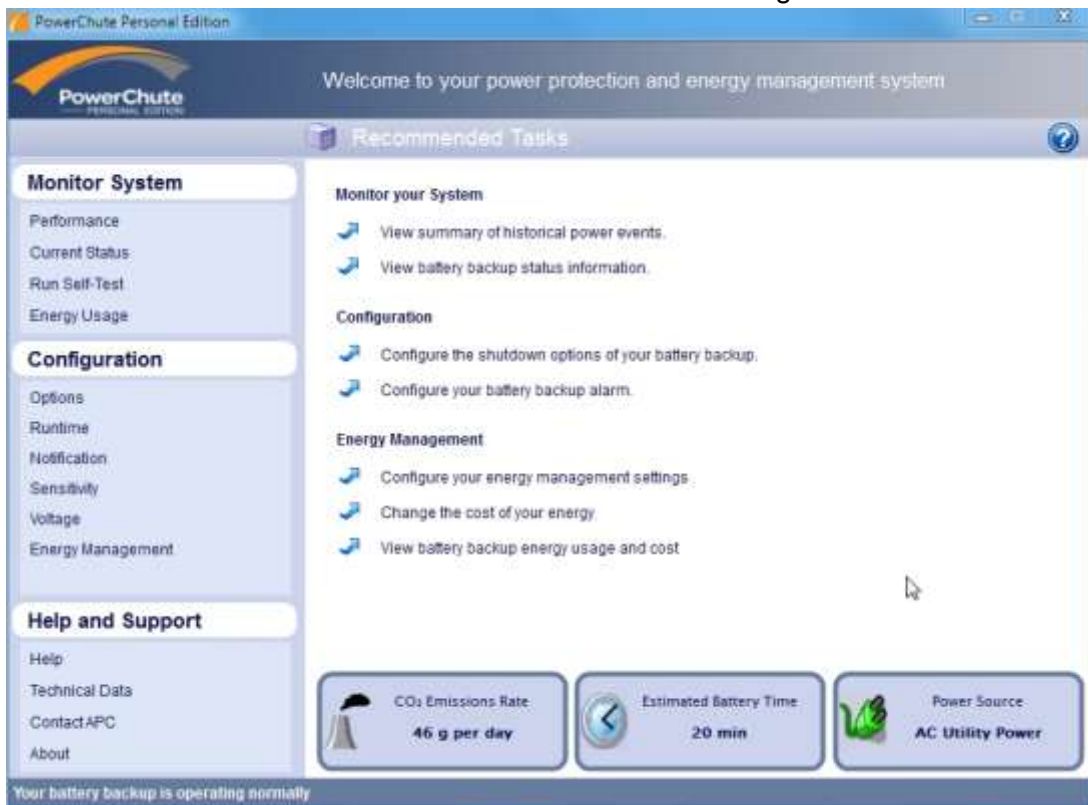 PowerChute Personal Edition
PowerChute
PERSONAL EDITION
Welcome to your power protection and energy management system
Recommended Tasks
Monitor System
Performance
Current Status
Run Self-Test
Energy Usage
Configuration
Options
Runtime
Notification
Sensitivity
Voltage
Energy Management
Help and Support
Help
Technical Data
Contact APC
About
Monitor your System
View summary of historical power events.
View battery backup status information.
Configuration
Configure the shutdown options of your battery backup.
Configure your battery backup alarm.
Energy Management
Configure your energy management settings
Change the cost of your energy
View battery backup energy usage and cost
CO₂ Emissions Rate
46 g per day
Estimated Battery Time
20 min
Power Source
AC Utility Power
Your battery backup is operating normally